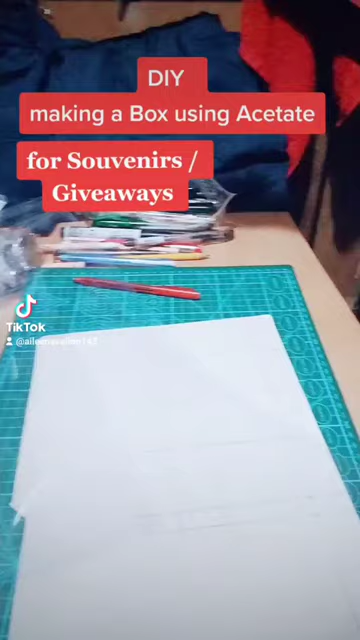 DIY
making a Box using Acetate
for Souvenirs /
Giveaways
TikTok